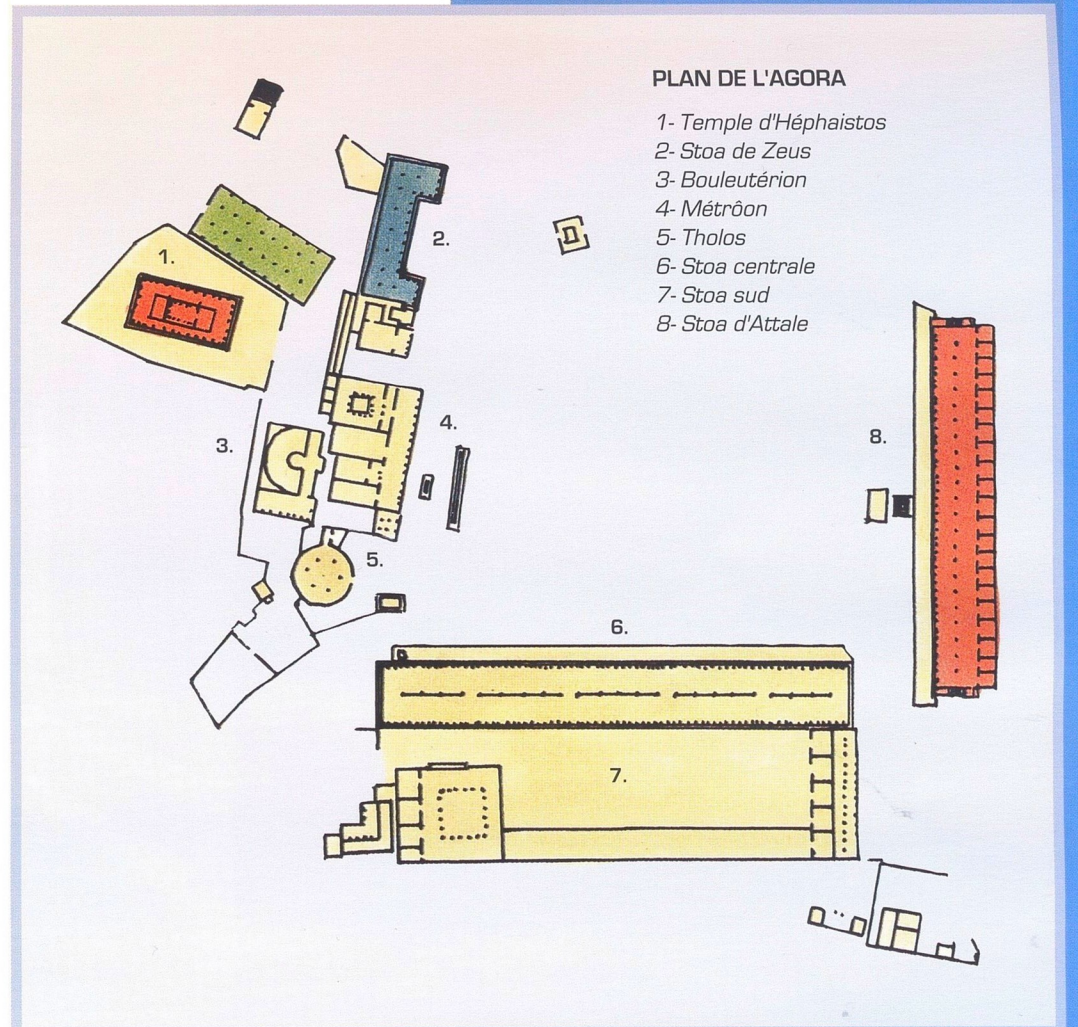 PLAN DE L'AGORA
1- Temple d'Héphaistos
2- Stoa de Zeus
3- Bouleutérion
4- Métrôon
5- Tholos
6- Stoa centrale
7- Stoa sud
8- Stoa d'Attale
1.
2.
3.
4.
8.
5.
6.
7.